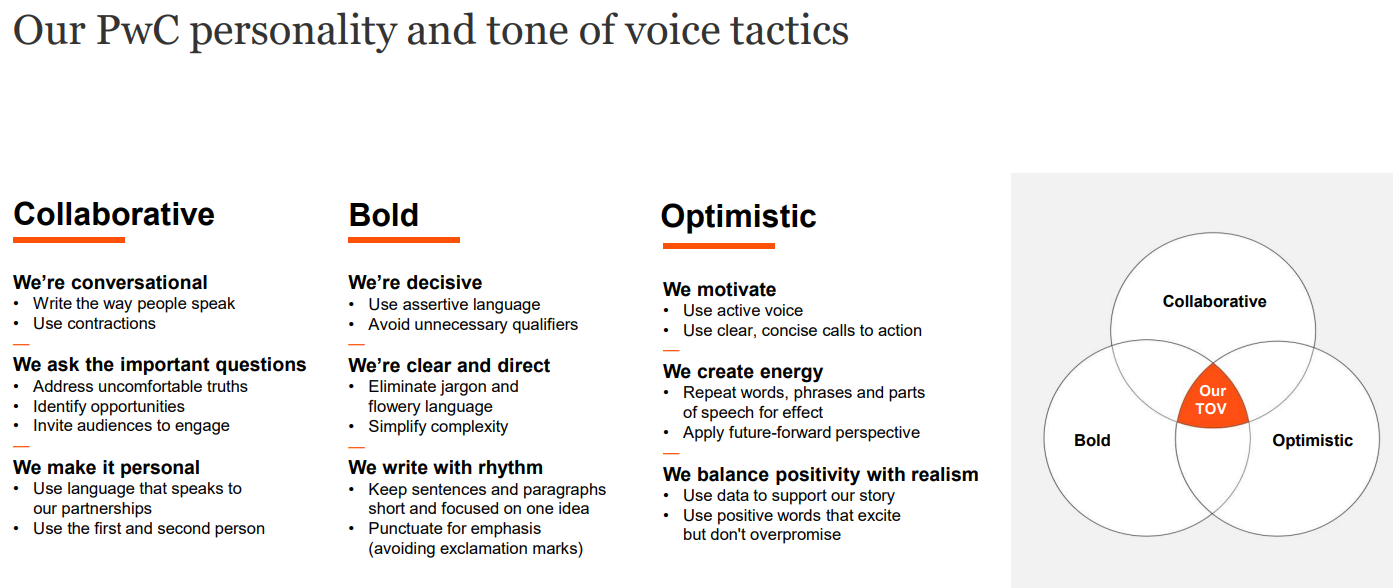 Our PwC personality and tone of voice tactics
Collaborative
We're conversational
• Write the way people speak
• Use contractions
We ask the important questions
• Address uncomfortable truths
• Identify opportunities
• Invite audiences to engage
We make it personal
• Use language that speaks to
our partnerships
• Use the first and second person
Bold
We're decisive
• Use assertive language
• Avoid unnecessary qualifiers
We're clear and direct
• Eliminate jargon and
flowery language
• Simplify complexity
We write with rhythm
• Keep sentences and paragraphs
short and focused on one idea
• Punctuate for emphasis
(avoiding exclamation marks)
Optimistic
We motivate
• Use active voice
• Use clear, concise calls to action
We create energy
• Repeat words, phrases and parts
of speech for effect
• Apply future-forward perspective
We balance positivity with realism
• Use data to support our story
• Use positive words that excite
but don't overpromise
Collaborative
Our
TOV
Bold
Optimistic